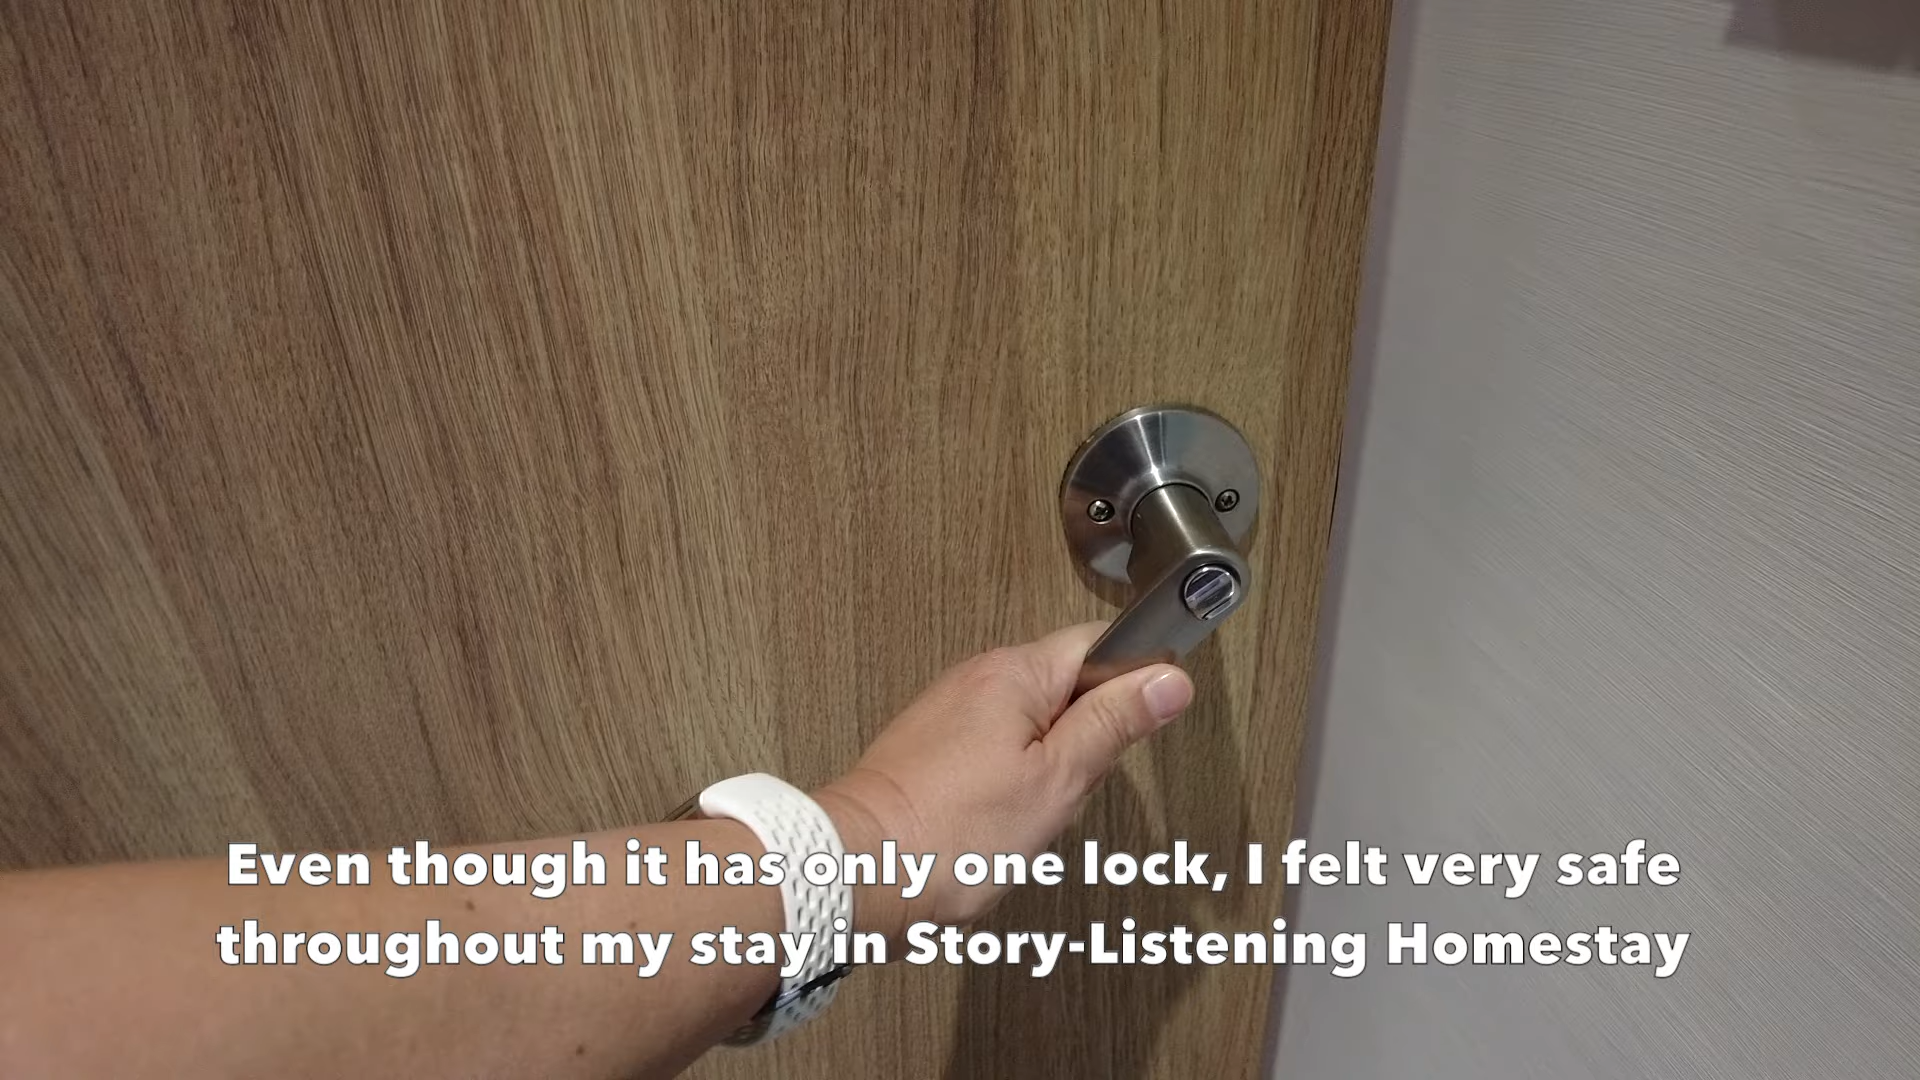 Even though it has only one lock, I felt very safe
throughout my stay in Story-Listening Homestay